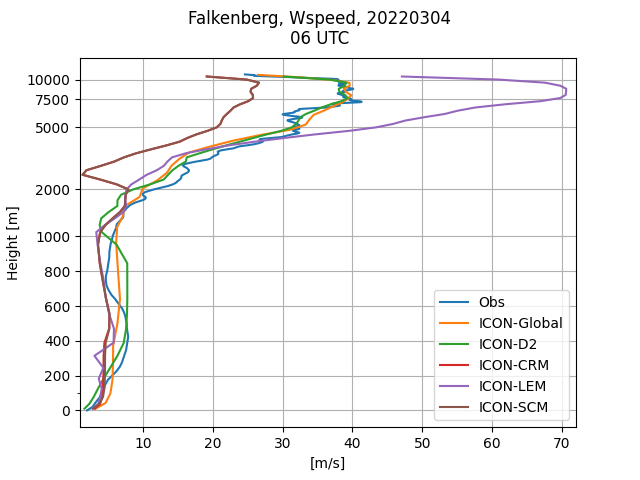 Falkenberg, Wspeed, 20220304
06 UTC
Height [m]
10000
7500
5000
2000
1000
800
600
400
200
0
10 20 30 40 50 60 70
[m/s]
Obs
ICON-Global
ICON-D2
ICON-CRM
ICON-LEM
ICON-SCM